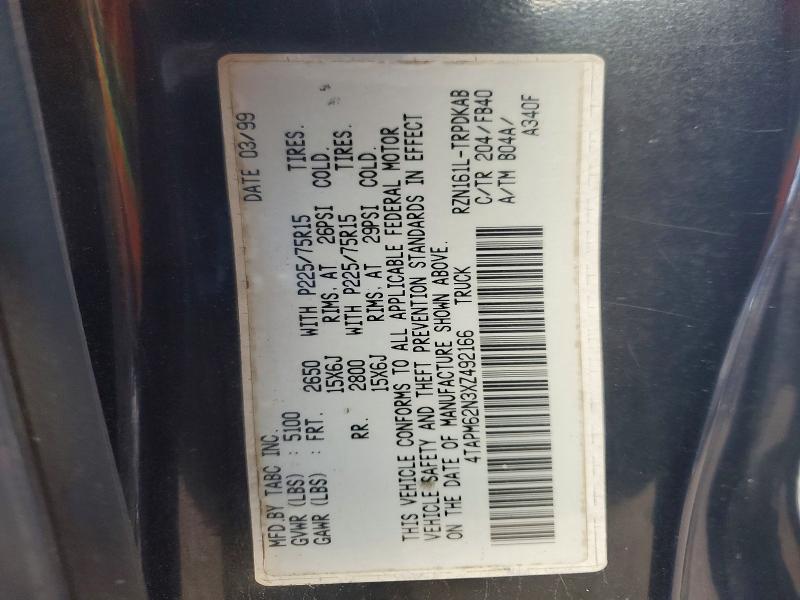 MFD.BY TABC INC. DATE 03/99
GVWR (LBS) : 5100
GAWR (LBS) : FRT. 2650 WITH P225/75R15 TIRES.
15X6J RIMS. AT 26PSI COLD.
RR. 2800 WITH P225/75R15 TIRES.
15X6J RIMS. AT 29PSI COLD.
THIS VEHICLE CONFORMS TO ALL APPLICABLE FEDERAL MOTOR
VEHICLE SAFETY AND THEFT PREVENTION STANDARDS IN EFFECT
ON THE DATE OF MANUFACTURE SHOWN ABOVE.
4TAPM62N3XZ492166 TRUCK RZN161L-TRPDKAB
C/TR 204/FB40
A/TM B04A/
A340F